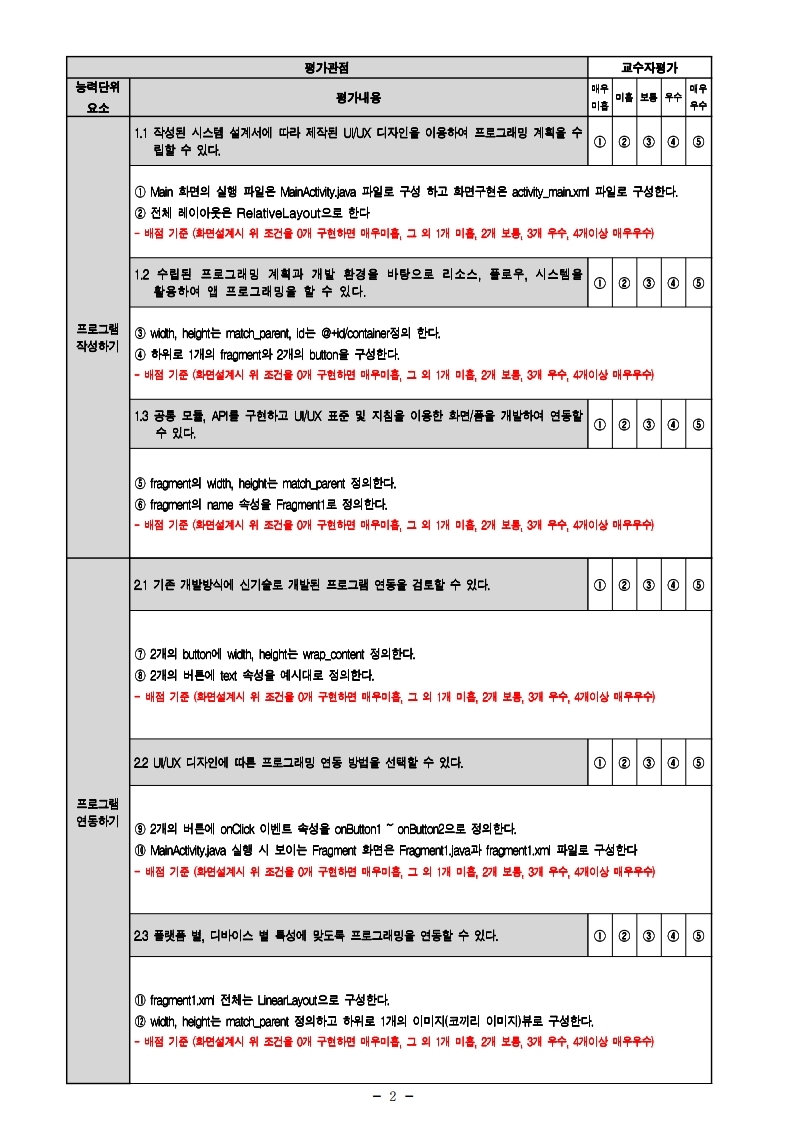 평가관점
교수자평가
능력단위
요소
평가내용
매우
미흡
미흡
보통
우수
매우
우수
프로그램
작성하기
1.1 작성된 시스템 설계서에 따라 제작된 UI/UX 디자인을 이용하여 프로그래밍 계획을 수
립할 수 있다.
① ② ③ ④ ⑤
① Main 화면의 실행 파일은 MainActivity.java 파일로 구성 하고 화면구현은 activity_main.xml 파일로 구성한다.
② 전체 레이아웃은 RelativeLayout으로 한다
- 배점 기준 (화면설계시 위 조건을 0개 구현하면 매우미흡, 그 외 1개 미흡, 2개 보통, 3개 우수, 4개이상 매우우수)
1.2 수립된 프로그래밍 계획과 개발 환경을 바탕으로 리소스, 플로우, 시스템을
활용하여 앱 프로그래밍을 할 수 있다.
① ② ③ ④ ⑤
③ width, height는 match_parent, id는 @+id/container정의 한다.
④ 하위로 1개의 fragment와 2개의 button을 구성한다.
- 배점 기준 (화면설계시 위 조건을 0개 구현하면 매우미흡, 그 외 1개 미흡, 2개 보통, 3개 우수, 4개이상 매우우수)
1.3 공통 모듈, API를 구현하고 UI/UX 표준 및 지침을 이용한 화면/폼을 개발하여 연동할
수 있다.
① ② ③ ④ ⑤
⑤ fragment의 width, height는 match_parent 정의한다.
⑥ fragment의 name 속성을 Fragment1로 정의한다.
- 배점 기준 (화면설계시 위 조건을 0개 구현하면 매우미흡, 그 외 1개 미흡, 2개 보통, 3개 우수, 4개이상 매우우수)
프로그램
연동하기
2.1 기존 개발방식에 신기술로 개발된 프로그램 연동을 검토할 수 있다.
① ② ③ ④ ⑤
⑦ 2개의 button에 width, height는 wrap_content 정의한다.
⑧ 2개의 버튼에 text 속성을 예시대로 정의한다.
- 배점 기준 (화면설계시 위 조건을 0개 구현하면 매우미흡, 그 외 1개 미흡, 2개 보통, 3개 우수, 4개이상 매우우수)
2.2 UI/UX 디자인에 따른 프로그래밍 연동 방법을 선택할 수 있다.
① ② ③ ④ ⑤
⑨ 2개의 버튼에 onClick 이벤트 속성을 onButton1 ~ onButton2으로 정의한다.
⑩ MainActivity.java 실행 시 보이는 Fragment 화면은 Fragment1.java과 fragment1.xml 파일로 구성한다
- 배점 기준 (화면설계시 위 조건을 0개 구현하면 매우미흡, 그 외 1개 미흡, 2개 보통, 3개 우수, 4개이상 매우우수)
2.3 플랫폼 별, 디바이스 별 특성에 맞도록 프로그래밍을 연동할 수 있다.
① ② ③ ④ ⑤
⑪ fragment1.xml 전체는 LinearLayout으로 구성한다.
⑫ width, height는 match_parent 정의하고 하위로 1개의 이미지(코끼리 이미지)뷰로 구성한다.
- 배점 기준 (화면설계시 위 조건을 0개 구현하면 매우미흡, 그 외 1개 미흡, 2개 보통, 3개 우수, 4개이상 매우우수)
- 2 -